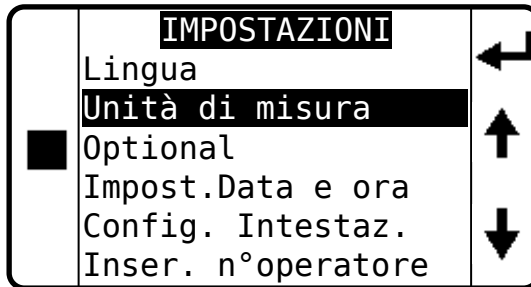 IMPOSTAZIONI
Lingua
Unità di misura
Optional
Impost.Data e ora
Config. Intestaz.
Inser. n°operatore